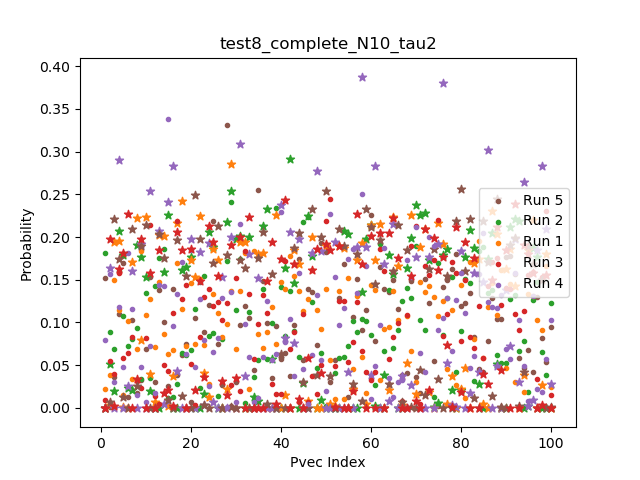 test8_complete_N10_tau2
0.40
0.35
0.30
0.25
0.20
0.15
0.10
0.05
0.00
Probability
Run 5
Run 2
Run 1
Run 3
Run 4
0 20 40 60 80 100
Pvec Index